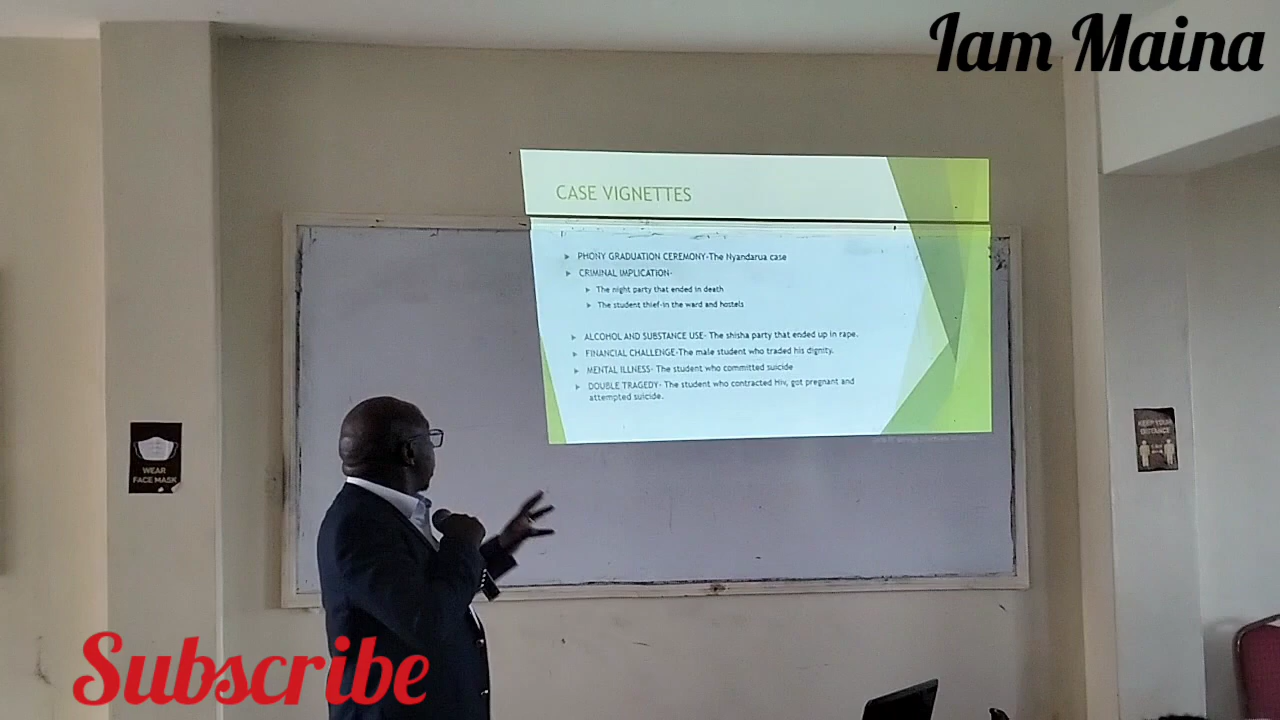 Iam Maina
CASE VIGNETTES
PHONY GRADUATION CEREMONY-The Nyandarua case
CRIMINAL IMPLICATION-
The night party that ended in death
The student thief-in the ward and hostels
ALCOHOL AND SUBSTANCE USE- The shisha party that ended up in rape.
FINANCIAL CHALLENGE-The male student who traded his dignity.
MENTAL ILLNESS- The student who committed suicide
DOUBLE TRAGEDY- The student who contracted Hiv, got pregnant and
attempted suicide.
WEAR
FACE MASK
KEEP YOUR
DISTANCE
Subscribe